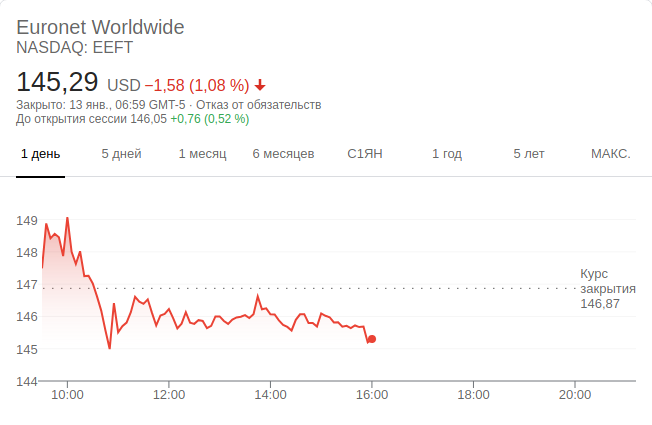 Euronet Worldwide
NASDAQ: EEFT
145,29 USD −1,58 (1,08 %)
Закрыто: 13 янв., 06:59 GMT-5 · Отказ от обязательств
До открытия сессии 146,05 +0,76 (0,52 %)
1 день 5 дней 1 месяц 6 месяцев С1ЯН 1 год 5 лет МАКС.
149
148
147
146
145
144
Курс
закрытия
146,87
10:00 12:00 14:00 16:00 18:00 20:00